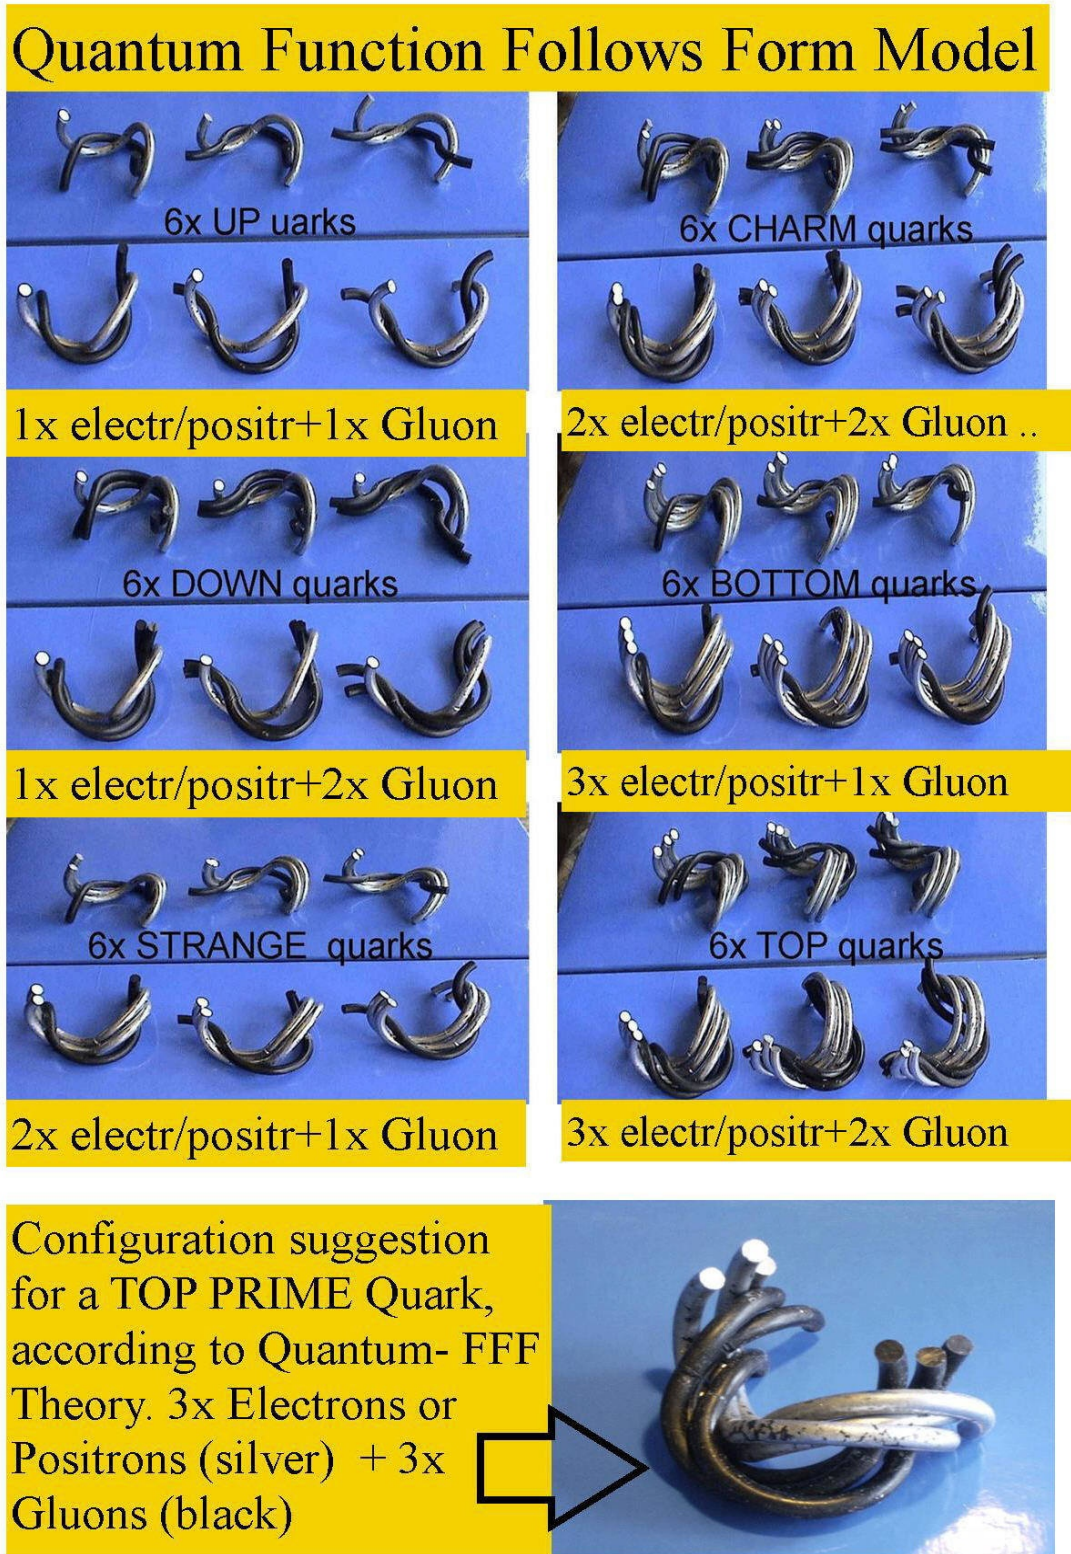 Quantum Function Follows Form Model
6x UP uarks
1x electr/positr+1x Gluon
6x CHARM quarks
2x electr/positr+2x Gluon ..
6x DOWN quarks
1x electr/positr+2x Gluon
6x BOTTOM quarks
3x electr/positr+1x Gluon
6x STRANGE quarks
2x electr/positr+1x Gluon
6x TOP quarks
3x electr/positr+2x Gluon
Configuration suggestion
for a TOP PRIME Quark,
according to Quantum- FFF
Theory. 3x Electrons or
Positrons (silver) + 3x
Gluons (black)